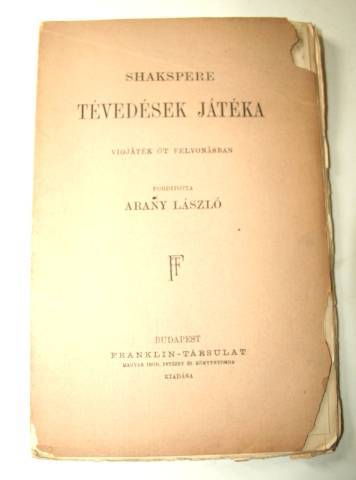 SHAKSPERE
TÉVEDÉSEK JÁTÉKA
VIGJÁTÉK ÖT FELVONÁSBAN
FORDITOTTA
ARANY LÁSZLÓ
FT
BUDAPEST
FRANKLIN-TÁRSULAT
MAGYAR IROD. INTÉZET ÉS KÖNYVNYOMDA
KIADÁSA